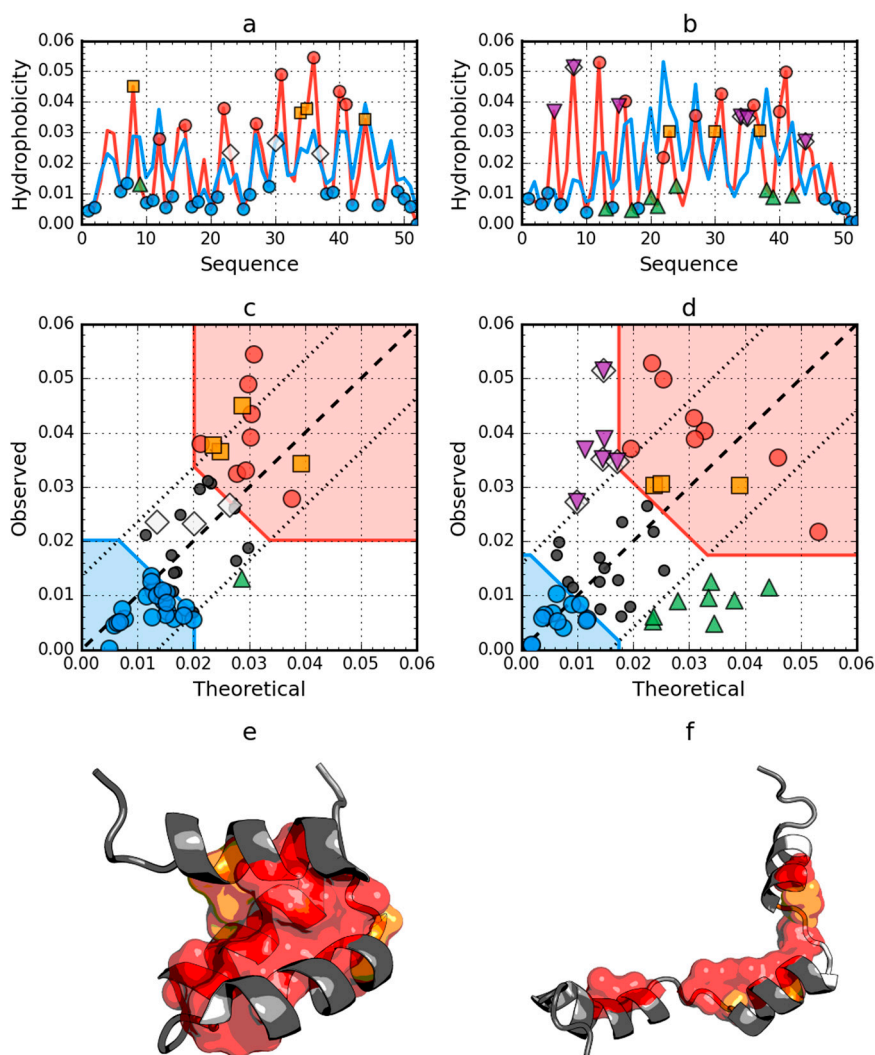 a b
0.06 0.06
0.05 0.05
0.04 0.04
0.03 0.03
0.02 0.02
0.01 0.01
0.00 0.00
Hydrophobicity Hydrophobicity
0 10 20 30 40 50 0 10 20 30 40 50
Sequence Sequence
c d
0.06 0.06
0.05 0.05
0.04 0.04
0.03 0.03
0.02 0.02
0.01 0.01
0.00 0.00
Observed Observed
0.00 0.01 0.02 0.03 0.04 0.05 0.06 0.00 0.01 0.02 0.03 0.04 0.05 0.06
Theoretical Theoretical
e f